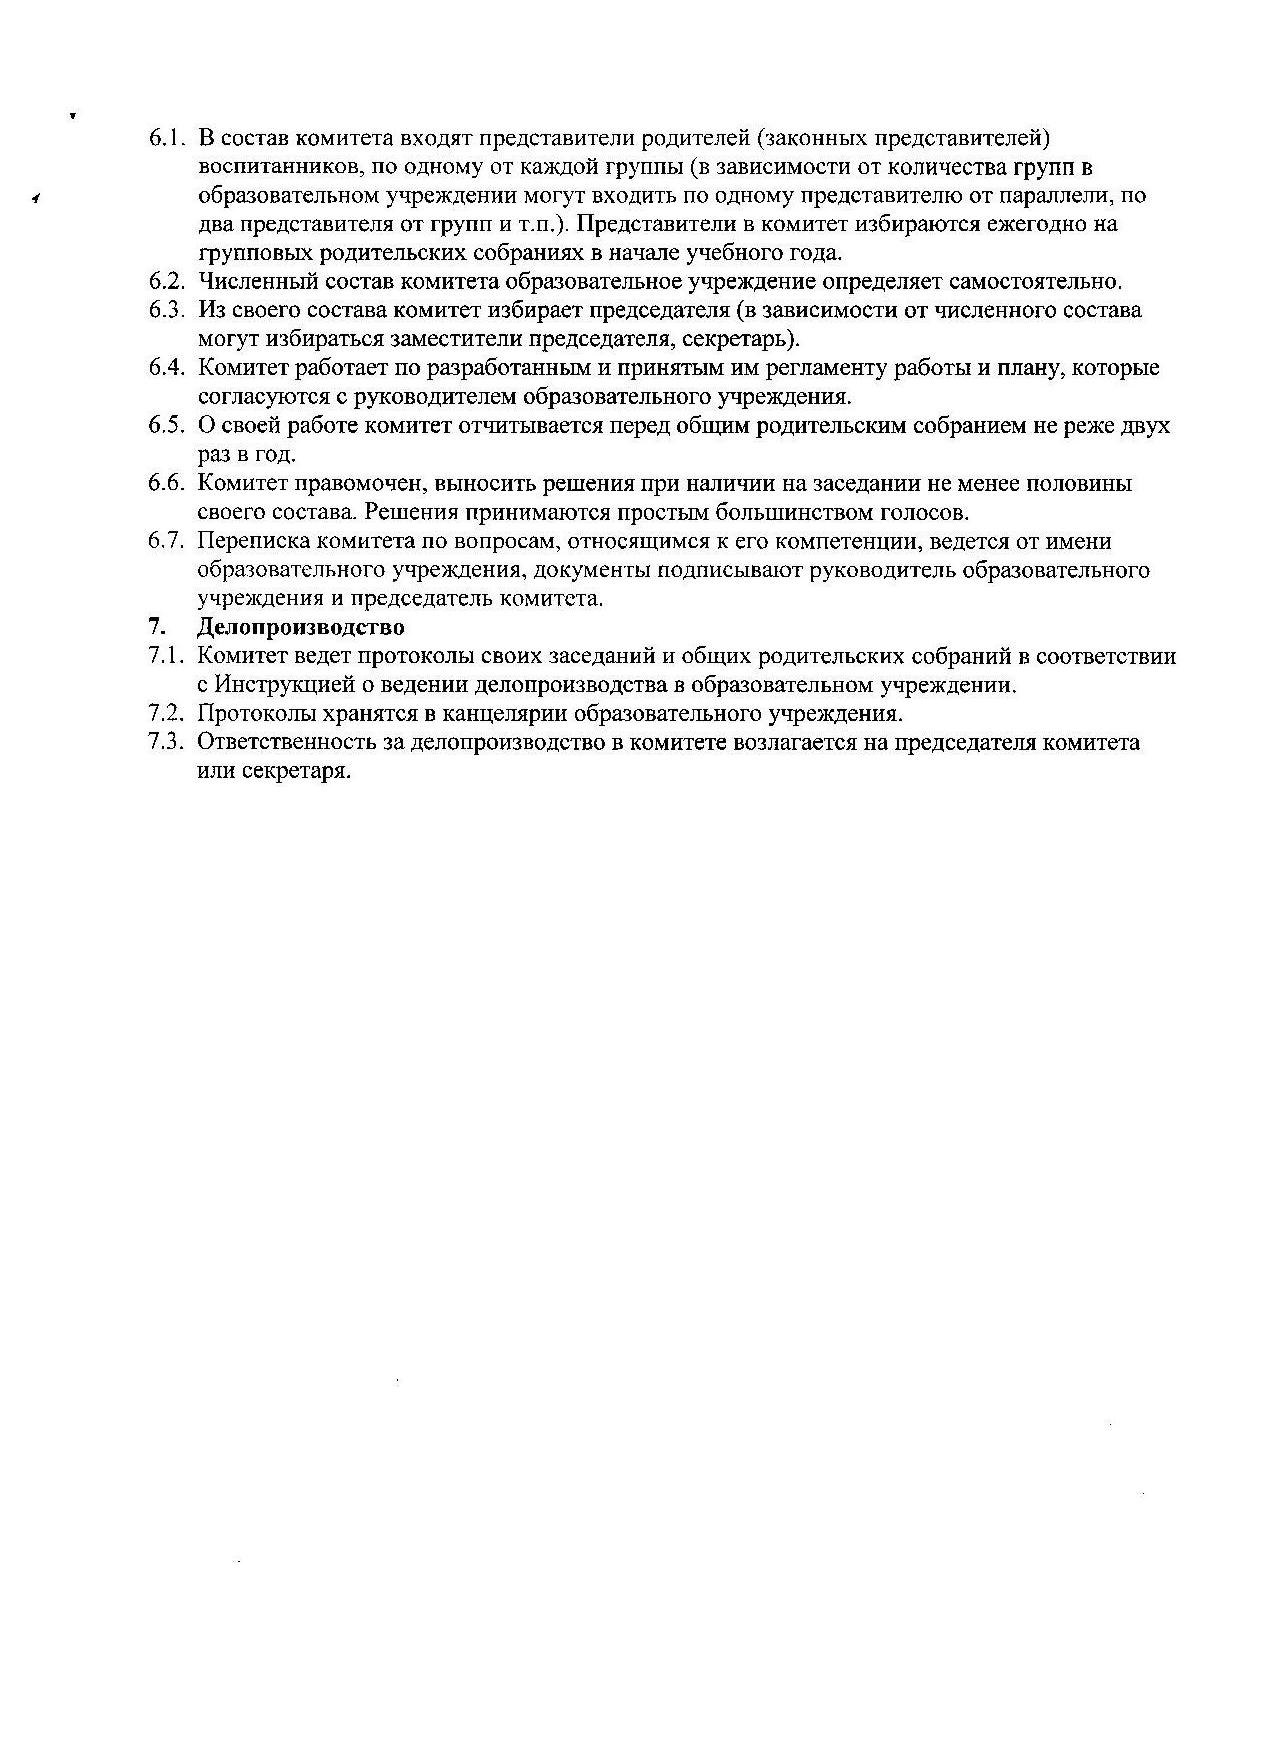 6.1. В состав комитета входят представители родителей (законных представителей)
воспитанников, по одному от каждой группы (в зависимости от количества групп в
образовательном учреждении могут входить по одному представителю от параллели, по
два представителя от групп и т.п.). Представители в комитет избираются ежегодно на
групповых родительских собраниях в начале учебного года.
6.2. Численный состав комитета образовательное учреждение определяет самостоятельно.
6.3. Из своего состава комитет избирает председателя (в зависимости от численного состава
могут избираться заместители председателя, секретарь).
6.4. Комитет работает по разработанным и принятым им регламенту работы и плану, которые
согласуются с руководителем образовательного учреждения.
6.5. О своей работе комитет отчитывается перед общим родительским собранием не реже двух
раз в год.
6.6. Комитет правомочен, выносить решения при наличии на заседании не менее половины
своего состава. Решения принимаются простым большинством голосов.
6.7. Переписка комитета по вопросам, относящимся к его компетенции, ведется от имени
образовательного учреждения, документы подписывают руководитель образовательного
учреждения и председатель комитета.
7. Делопроизводство
7.1. Комитет ведет протоколы своих заседаний и общих родительских собраний в соответствии
с Инструкцией о ведении делопроизводства в образовательном учреждении.
7.2. Протоколы хранятся в канцелярии образовательного учреждения.
7.3. Ответственность за делопроизводство в комитете возлагается на председателя комитета
или секретаря.